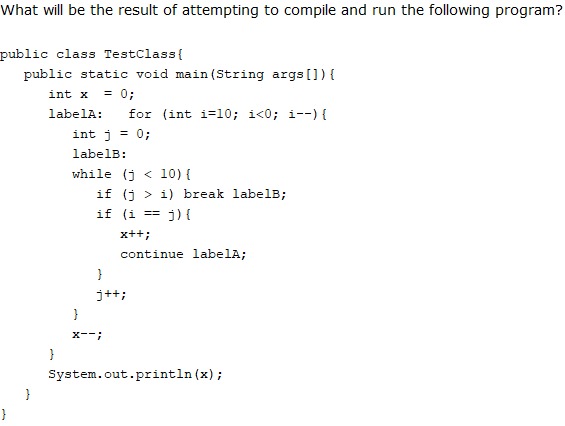 What will be the result of attempting to compile and run the following program?
public class TestClass{
public static void main(String args[]){
int x = 0;
labelA: for (int i=10; i<0; i--){
int j = 0;
labelB:
while (j < 10){
if (j > i) break labelB;
if (i == j){
x++;
continue labelA;
}
j++;
}
x--;
}
System.out.println(x);
}
}